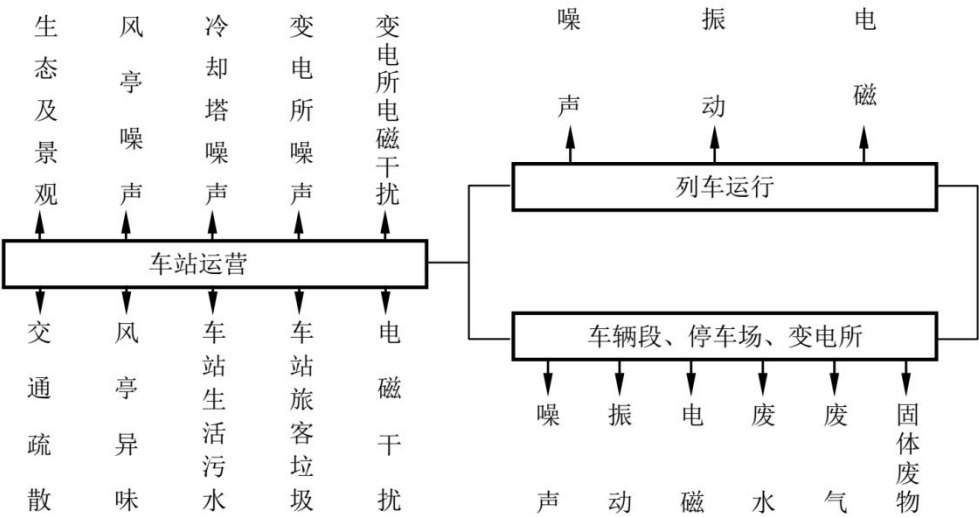 生态及景观
风亭噪声
冷却塔噪声
变电所噪声
变电所电磁干扰
车站运营
交通疏散
风亭异味
车站生活污水
车站旅客垃圾
电磁干扰
噪声
振动
电磁
列车运行
车辆段、停车场、变电所
噪声
振动
电磁
废水
废气
固体废物